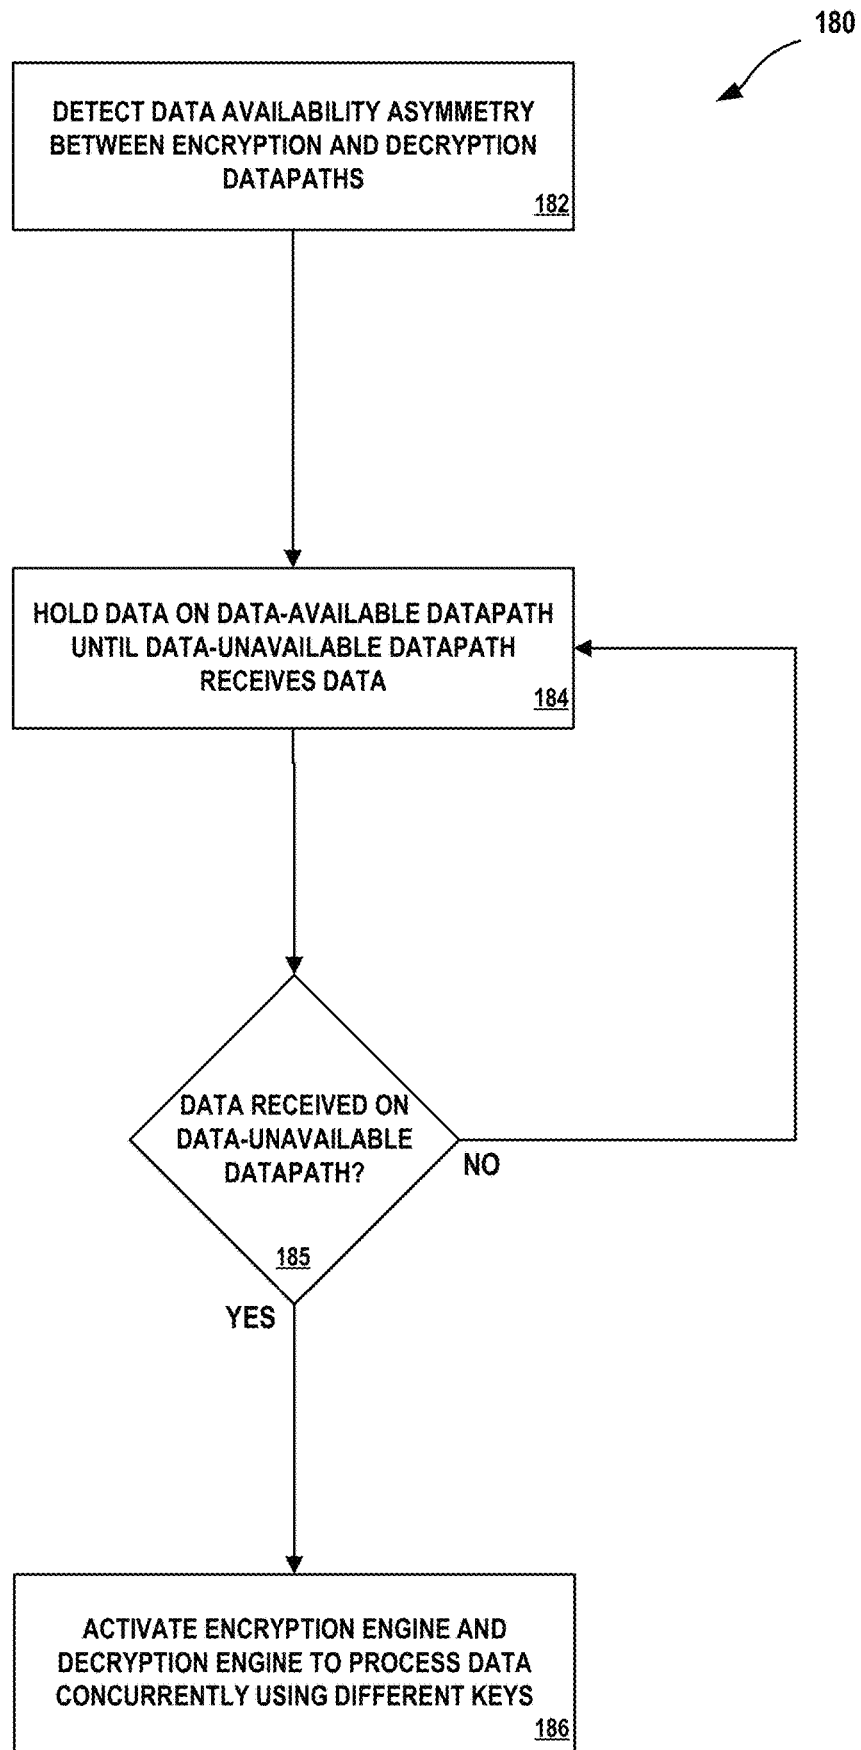 180
DETECT DATA AVAILABILITY ASYMMETRY
BETWEEN ENCRYPTION AND DECRYPTION
DATAPATHS
182
HOLD DATA ON DATA-AVAILABLE DATAPATH
UNTIL DATA-UNAVAILABLE DATAPATH
RECEIVES DATA
184
DATA RECEIVED ON
DATA-UNAVAILABLE
DATAPATH?
NO
185
YES
ACTIVATE ENCRYPTION ENGINE AND
DECRYPTION ENGINE TO PROCESS DATA
CONCURRENTLY USING DIFFERENT KEYS
186